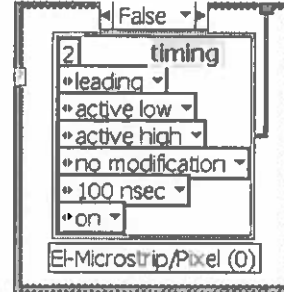 False
2 timing
leading
active low
active high
no modification
100 nsec
on
El-Microstrip/Pixel (0)